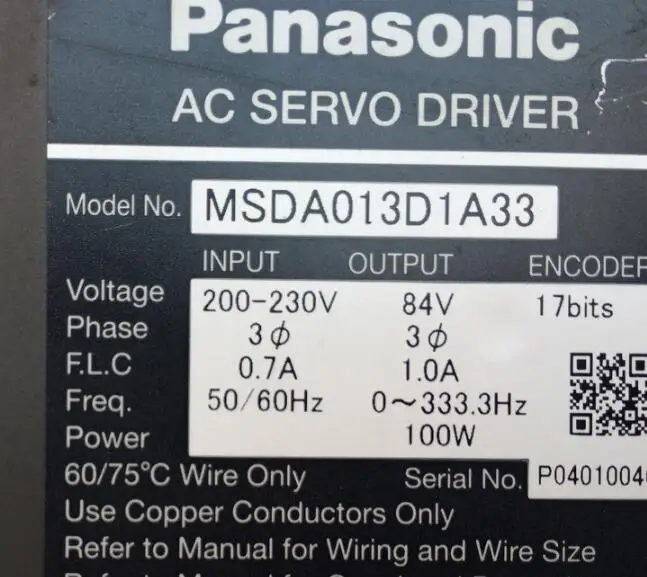 Panasonic
AC SERVO DRIVER
Model No. MSDA013D1A33
INPUT OUTPUT ENCODER
Voltage 200-230V 84V 17bits
Phase 3ϕ 3ϕ
F.L.C 0.7A 1.0A
Freq. 50/60Hz 0~333.3Hz
Power 100W
60/75°C Wire Only Serial No. P0401004
Use Copper Conductors Only
Refer to Manual for Wiring and Wire Size